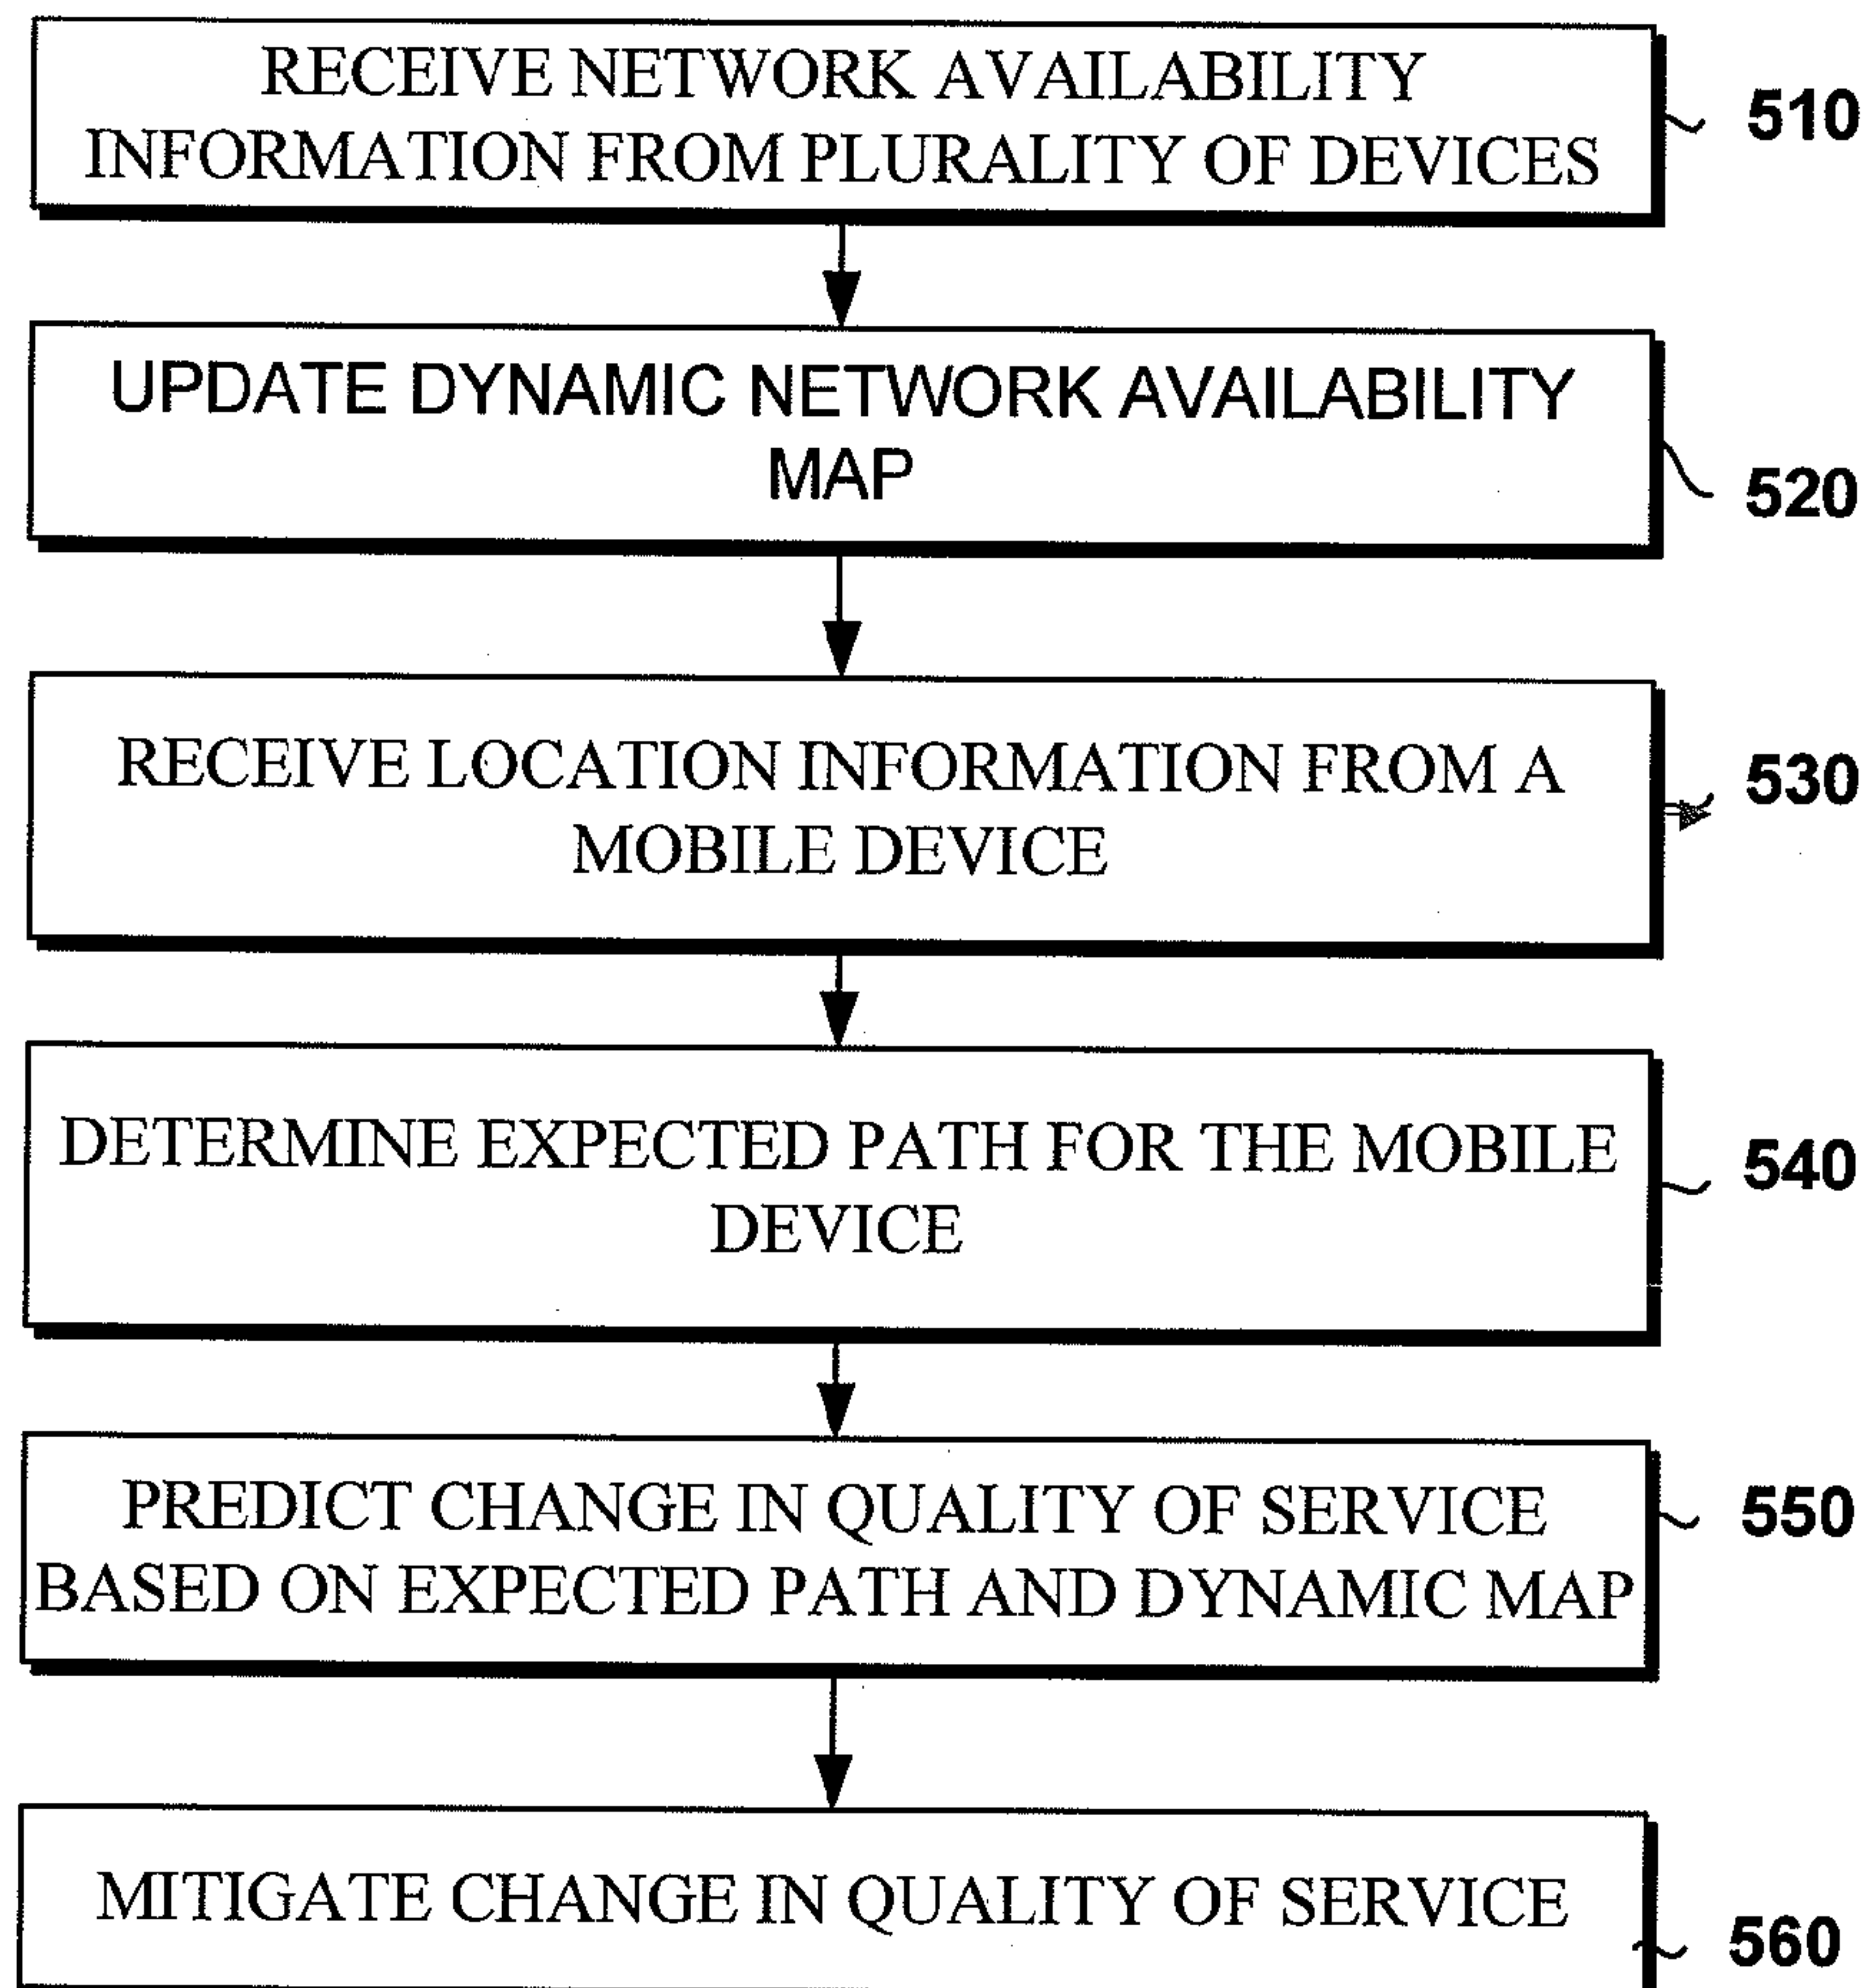 RECEIVE NETWORK AVAILABILITY
INFORMATION FROM PLURALITY OF DEVICES
510
UPDATE DYNAMIC NETWORK AVAILABILITY
MAP
520
RECEIVE LOCATION INFORMATION FROM A
MOBILE DEVICE
530
DETERMINE EXPECTED PATH FOR THE MOBILE
DEVICE
540
PREDICT CHANGE IN QUALITY OF SERVICE
BASED ON EXPECTED PATH AND DYNAMIC MAP
550
MITIGATE CHANGE IN QUALITY OF SERVICE
560